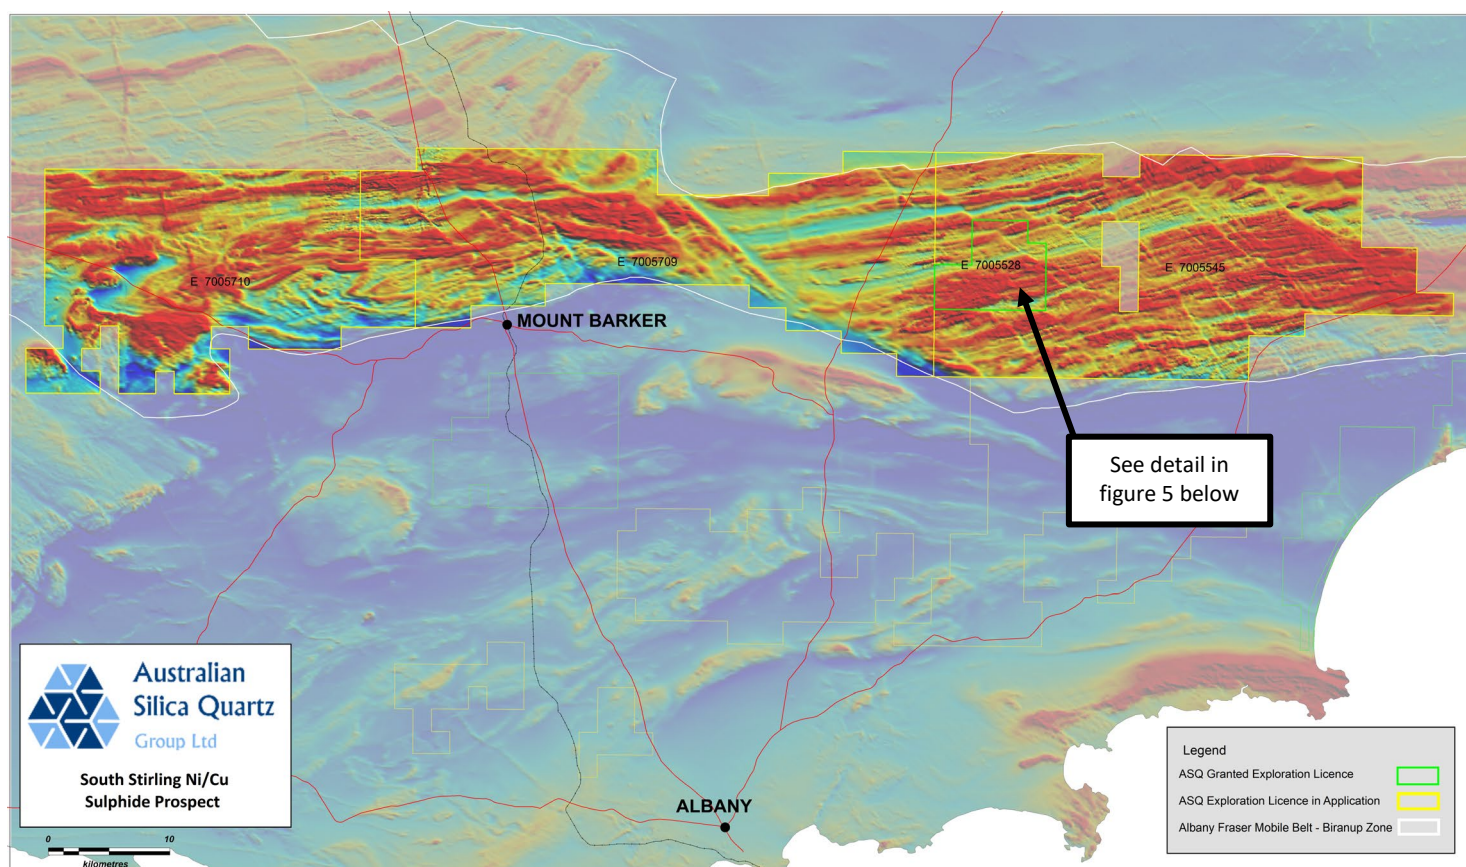 E 7005710
E 7005709
E 7005528
E 7005545
MOUNT BARKER
See detail in
figure 5 below
Australian
Silica Quartz
Group Ltd
South Stirling Ni/Cu
Sulphide Prospect
ALBANY
0 10
kilometres
Legend
ASQ Granted Exploration Licence
ASQ Exploration Licence in Application
Albany Fraser Mobile Belt - Biranup Zone